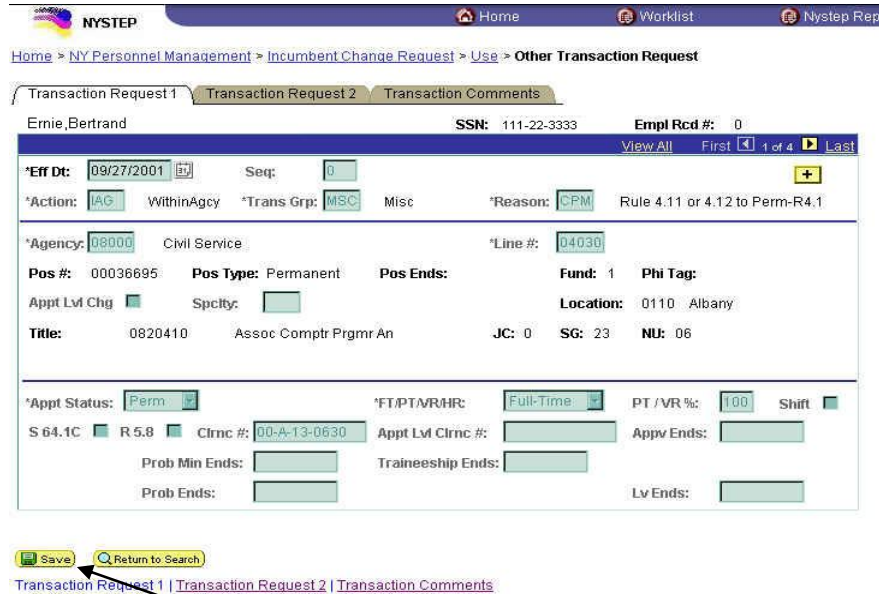 NYSTEP Home Worklist Nystep Rep
Home > NY Personnel Management > Incumbent Change Request > Use > Other Transaction Request
Transaction Request 1 Transaction Request 2 Transaction Comments
Ernie,Bertrand SSN: 111-22-3333 Empl Rcd #: 0
View All First 1 of 4 Last
*Eff Dt: 09/27/2001 Seq: 0 +
*Action: IAG WithinAgcy *Trans Grp: MSC Misc *Reason: CPM Rule 4.11 or 4.12 to Perm-R4.1
*Agency: 08000 Civil Service *Line #: 04030
Pos #: 00036695 Pos Type: Permanent Pos Ends: Fund: 1 Phi Tag:
Appt Lvl Chg Spclty: Location: 0110 Albany
Title: 0820410 Assoc Comptr Prgmr An JC: 0 SG: 23 NU: 06
*Appt Status: Perm *FT/PT/VR/HR: Full-Time PT / VR %: 100 Shift
S 64.1C R 5.8 Clrnc #: 00-A-13-0630 Appt Lvl Clrnc #: Appv Ends:
Prob Min Ends: Traineeship Ends:
Prob Ends: Lv Ends:
Save Return to Search
Transaction Request 1 | Transaction Request 2 | Transaction Comments